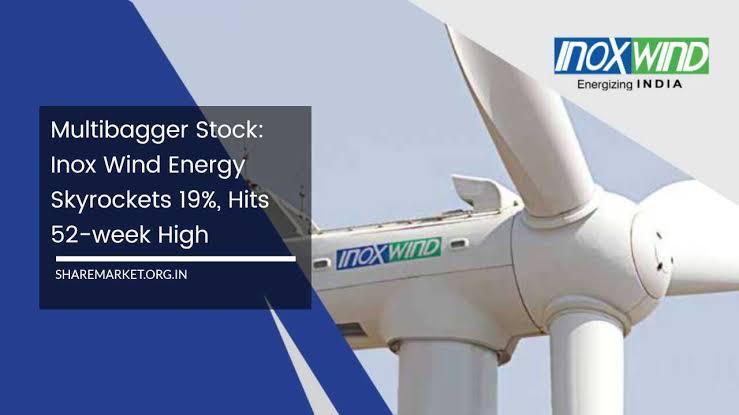 INOXWIND
Energizing INDIA
Multibagger Stock:
Inox Wind Energy
Skyrockets 19%, Hits
52-week High
SHAREMARKET.ORG.IN
INOXWIND